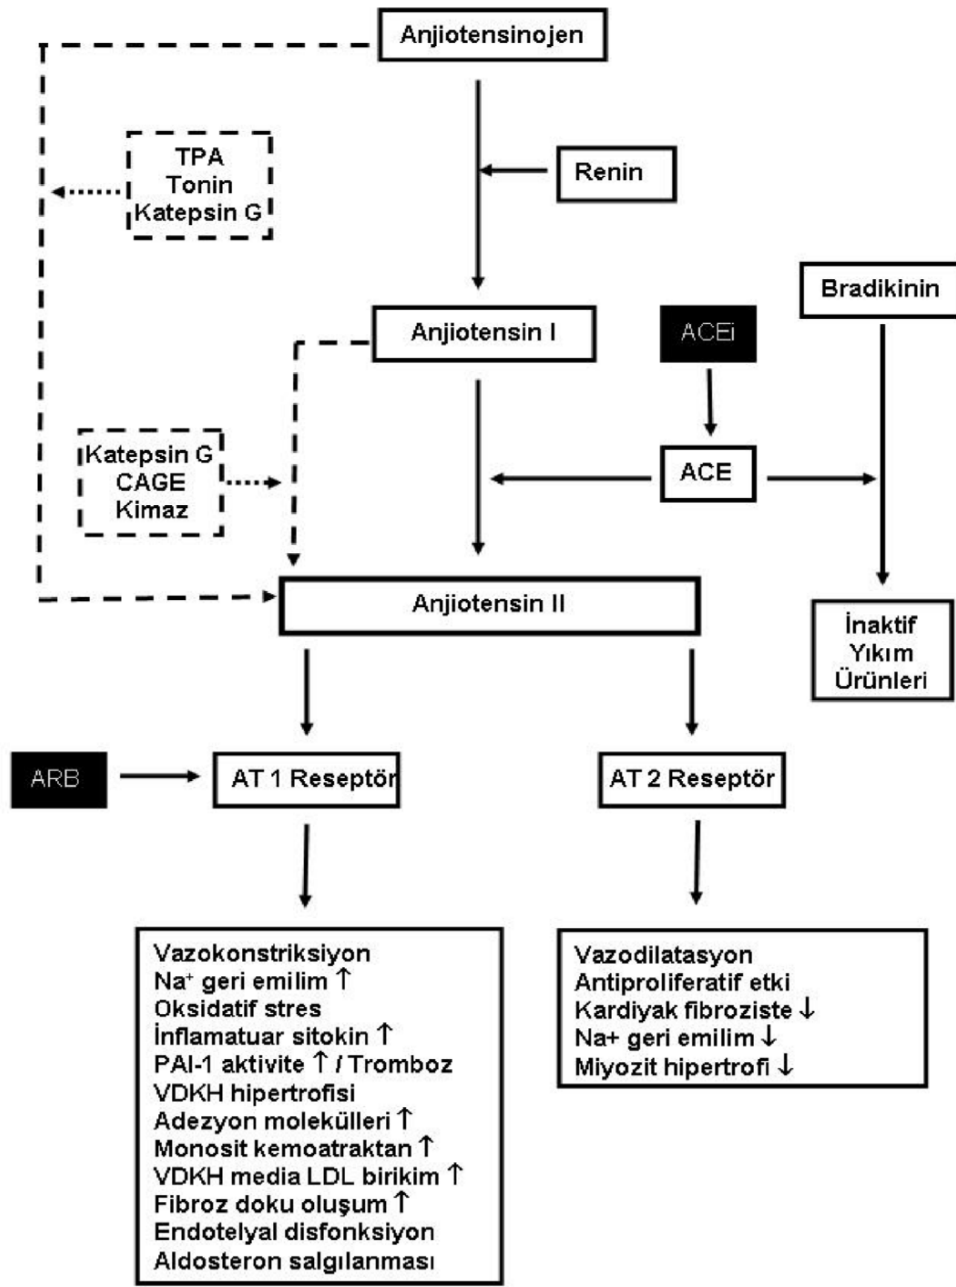 Anjiotensinojen
TPA
Tonin
Katepsin G
Renin
Bradikinin
Anjiotensin I
ACEi
Katepsin G
CAGE
Kimaz
ACE
Anjiotensin II
İnaktif
Yıkım
Ürünleri
ARB
AT 1 Reseptör
AT 2 Reseptör
Vazokonstriksiyon
Na⁺ geri emilim ↑
Oksidatif stres
İnflamatuar sitokin ↑
PAI-1 aktivite ↑ / Tromboz
VDKH hipertrofisi
Adezyon molekülleri ↑
Monosit kemoatraktan ↑
VDKH media LDL birikim ↑
Fibroz doku oluşum ↑
Endotelyal disfonksiyon
Aldosteron salgılanması
Vazodilatasyon
Antiproliferatif etki
Kardiyak fibroziste ↓
Na+ geri emilim ↓
Miyozit hipertrofi ↓